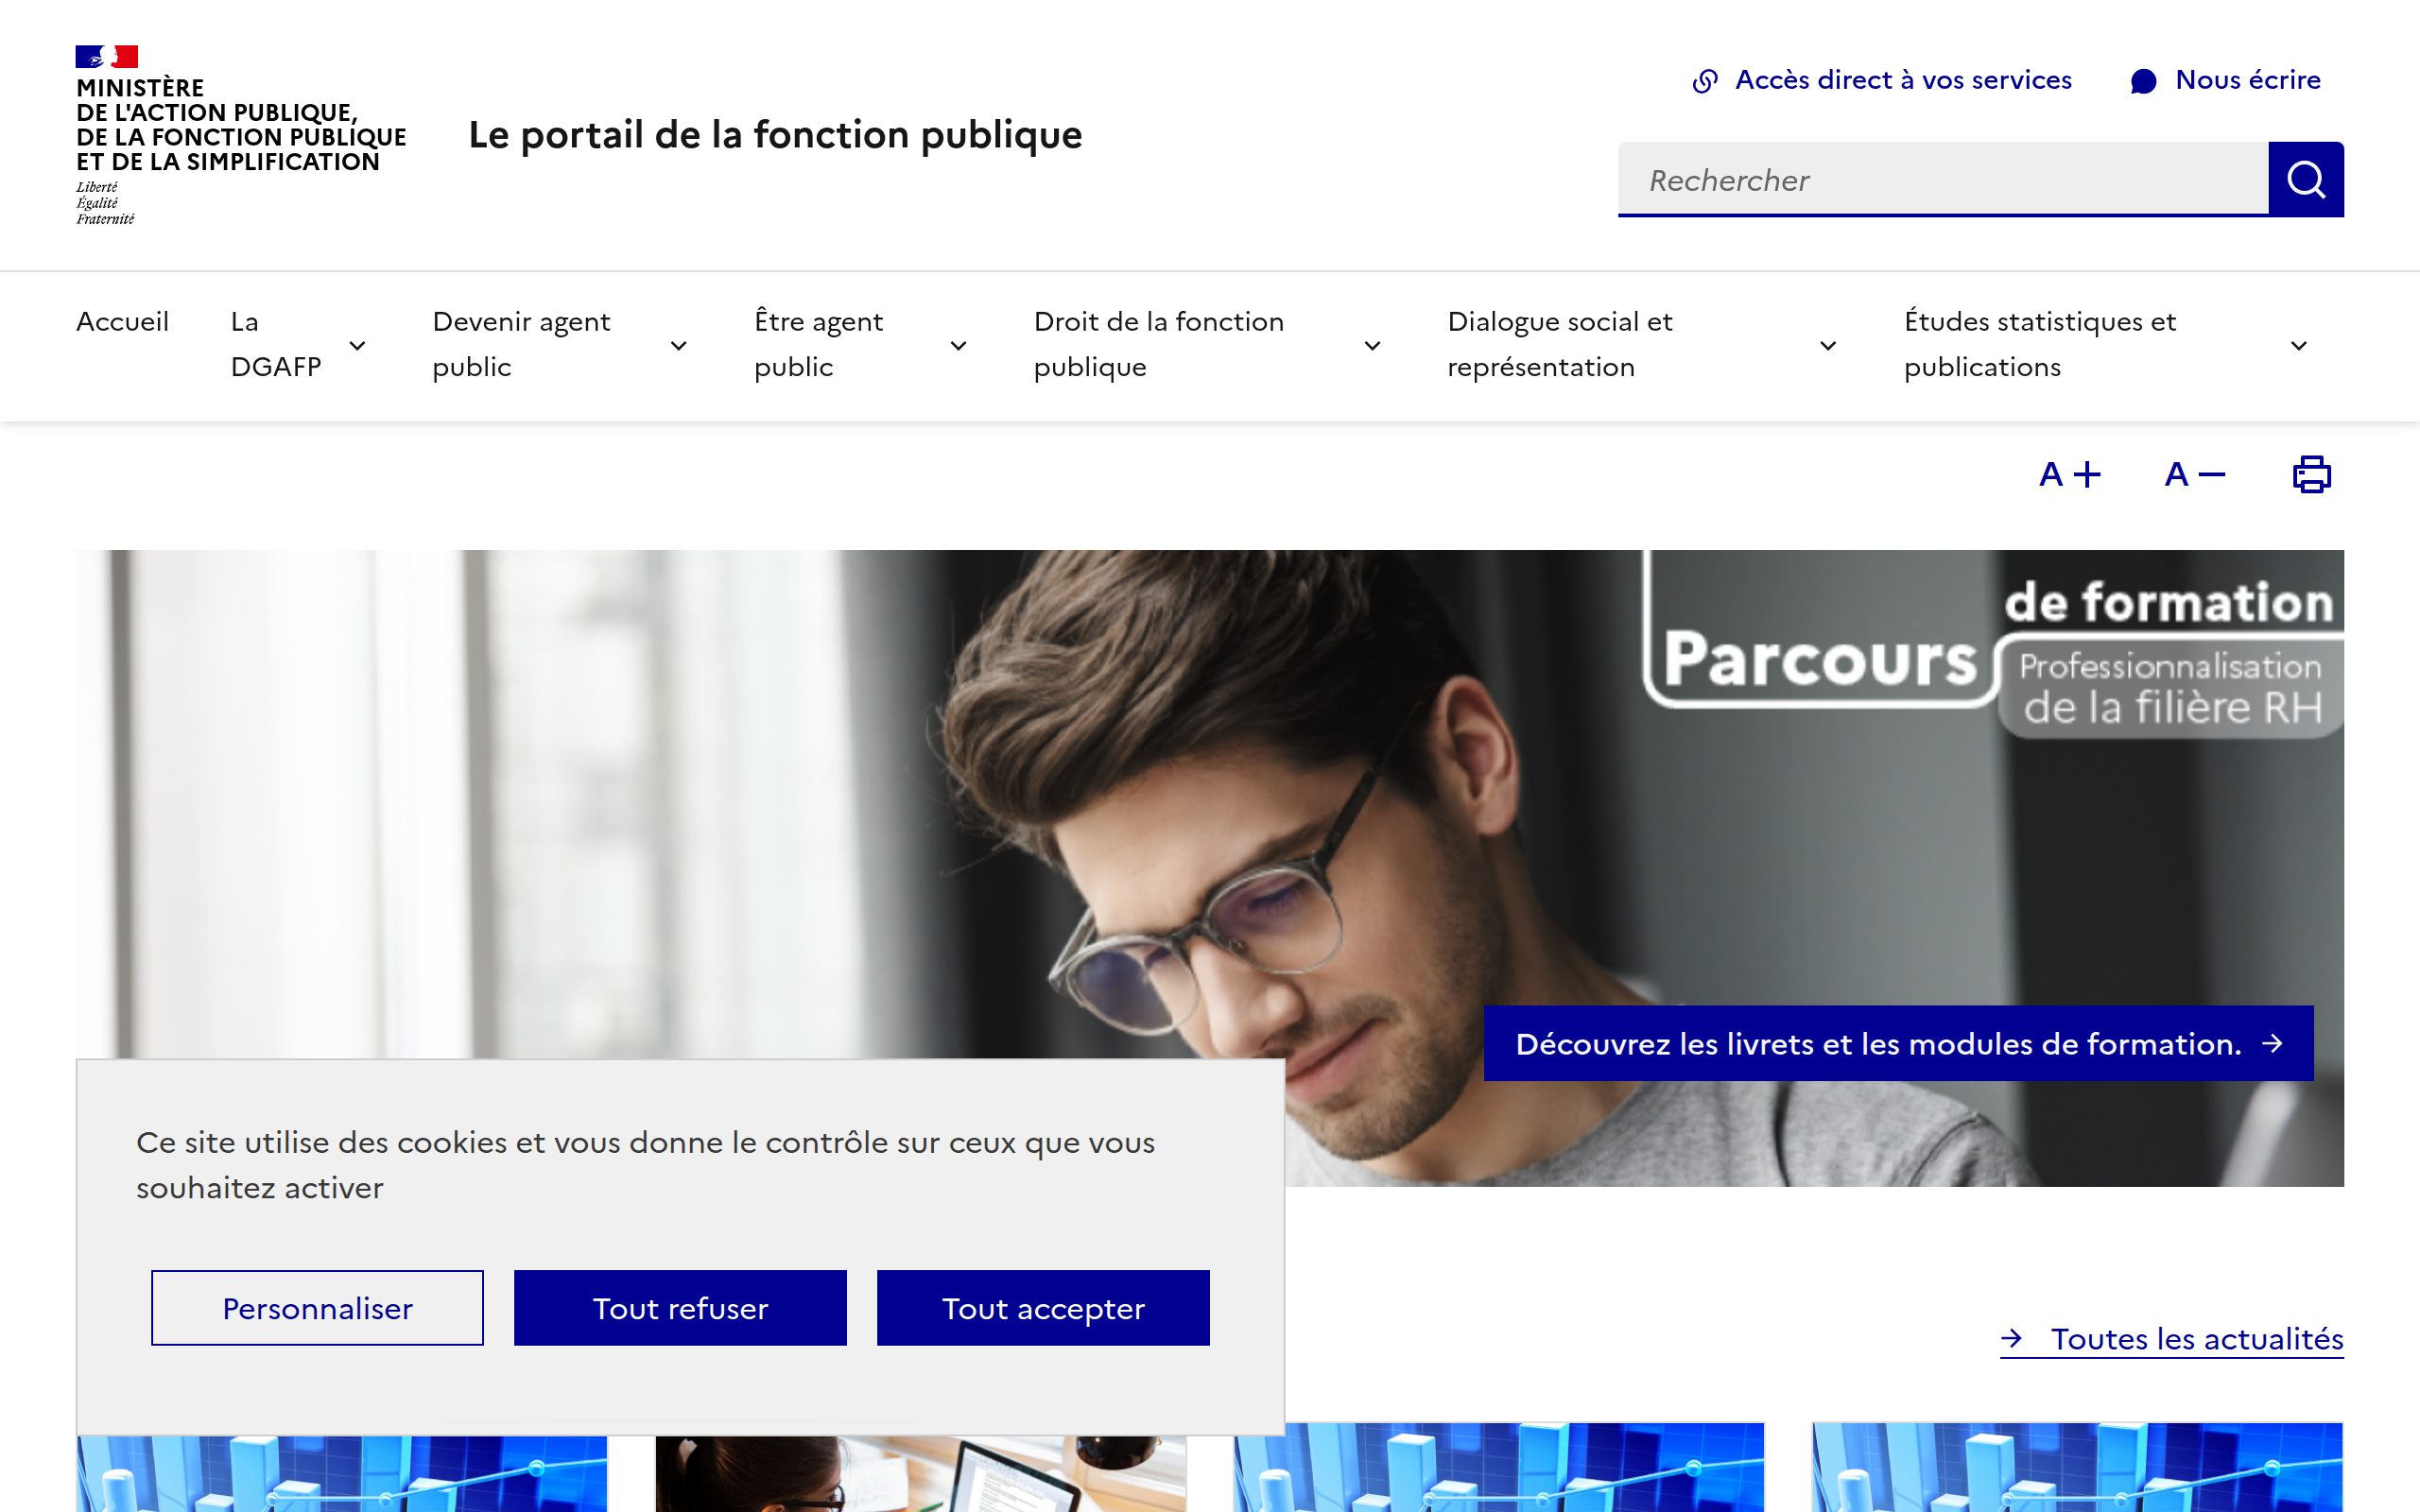 MINISTÈRE
DE L'ACTION PUBLIQUE,
DE LA FONCTION PUBLIQUE
ET DE LA SIMPLIFICATION
Liberté
Égalité
Fraternité
Le portail de la fonction publique
Accès direct à vos services
Nous écrire
Rechercher
Accueil
La
DGAFP
Devenir agent
public
Être agent
public
Droit de la fonction
publique
Dialogue social et
représentation
Études statistiques et
publications
A +
A −
de formation
Parcours
Professionnalisation
de la filière RH
Découvrez les livrets et les modules de formation.
Ce site utilise des cookies et vous donne le contrôle sur ceux que vous
souhaitez activer
Personnaliser
Tout refuser
Tout accepter
Toutes les actualités